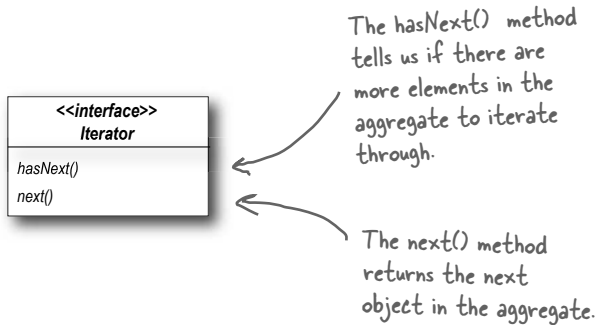 The hasNext() method
tells us if there are
more elements in the
aggregate to iterate
through.
<<interface>>
Iterator
hasNext()
next()
The next() method
returns the next
object in the aggregate.